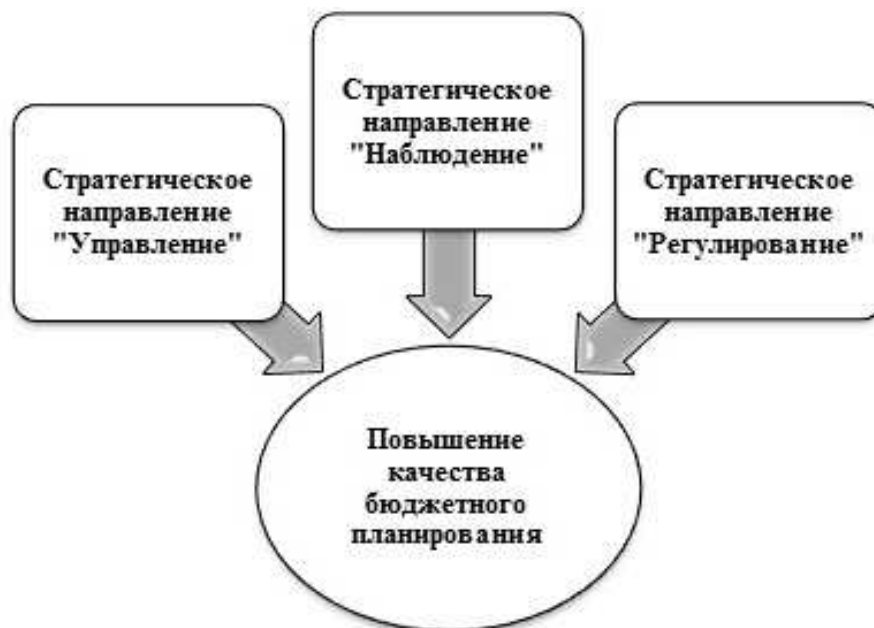 Стратегическое
направление
"Управление"
Стратегическое
направление
"Наблюдение"
Стратегическое
направление
"Регулирование"
Повышение
качества
бюджетного
планирования